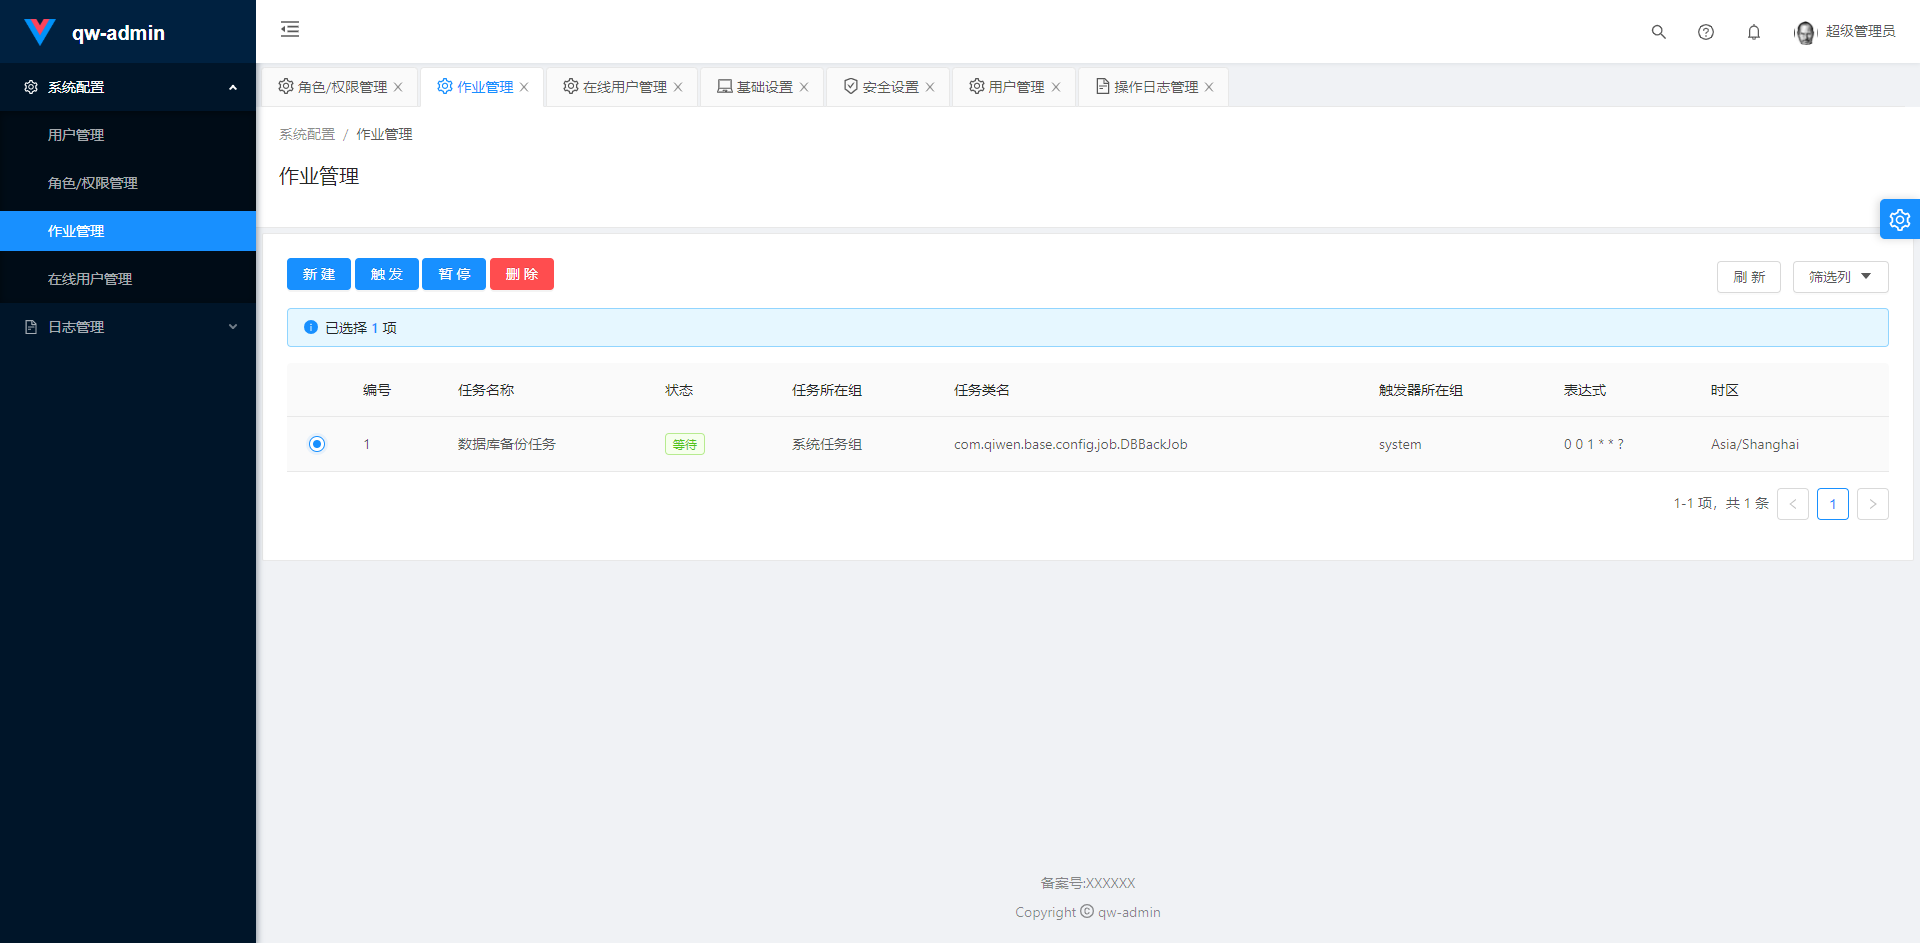 qw-admin
超级管理员
系统配置
用户管理
角色/权限管理
作业管理
在线用户管理
日志管理
角色/权限管理 作业管理 在线用户管理 基础设置 安全设置 用户管理 操作日志管理
系统配置 / 作业管理
作业管理
新 建 触 发 暂 停 删 除 刷 新 筛选列
已选择 1 项
编号 任务名称 状态 任务所在组 任务类名 触发器所在组 表达式 时区
1 数据库备份任务 等待 系统任务组 com.qiwen.base.config.job.DBBackJob system 0 0 1 * * ? Asia/Shanghai
1-1 项，共 1 条 < 1 >
备案号:XXXXXX
Copyright © qw-admin